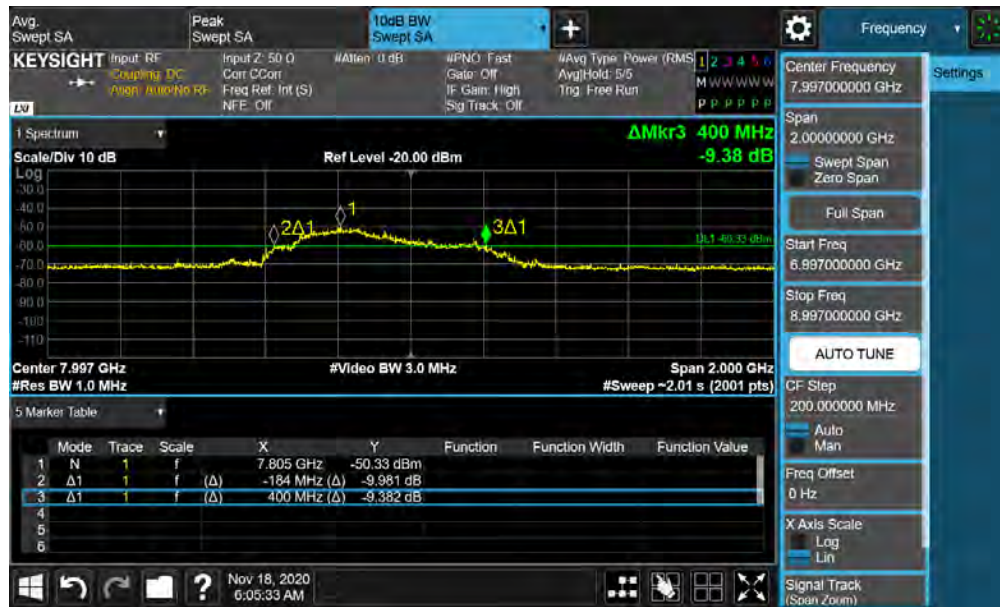 Avg.
Swept SA
Peak
Swept SA
10dB BW
Swept SA
Frequency
KEYSIGHT
Input: RF
Coupling: DC
Align: Auto/No RF
Input Z: 50 Ω
Corr CCorr
Freq Ref: Int (S)
NFE: Off
#Atten: 0 dB
#PNO: Fast
Gate: Off
IF Gain: High
Sig Track: Off
#Avg Type: Power (RMS
Avg|Hold: 5/5
Trig: Free Run
1 2 3 4 5 6
M W W W W W
P P P P P P
LXI
1 Spectrum
ΔMkr3 400 MHz
-9.38 dB
Scale/Div 10 dB
Ref Level -20.00 dBm
Log
-30.0
-40.0
-50.0
-60.0
-70.0
-80.0
-90.0
-100
-110
2Δ1
1
3Δ1
DL1 -60.33 dBm
Center 7.997 GHz
#Video BW 3.0 MHz
Span 2.000 GHz
#Res BW 1.0 MHz
#Sweep ~2.01 s (2001 pts)
5 Marker Table
Mode Trace Scale X Y Function Function Width Function Value
1 N 1 f 7.805 GHz -50.33 dBm
2 Δ1 1 f (Δ) -184 MHz (Δ) -9.981 dB
3 Δ1 1 f (Δ) 400 MHz (Δ) -9.382 dB
4
5
6
Nov 18, 2020
6:05:33 AM
?
Center Frequency
7.997000000 GHz
Settings
Span
2.00000000 GHz
Swept Span
Zero Span
Full Span
Start Freq
6.997000000 GHz
Stop Freq
8.997000000 GHz
AUTO TUNE
CF Step
200.000000 MHz
Auto
Man
Freq Offset
0 Hz
X Axis Scale
Log
Lin
Signal Track
(Span Zoom)